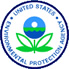 UNITED STATES
ENVIRONMENTAL PROTECTION AGENCY